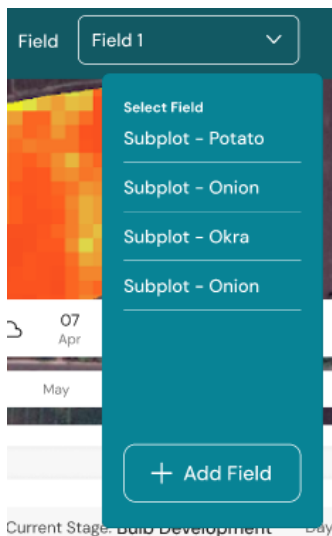 Field
Field 1
Select Field
Subplot – Potato
Subplot – Onion
Subplot – Okra
Subplot – Onion
07
Apr
May
+ Add Field
Current Stage: Bulb Development
Day